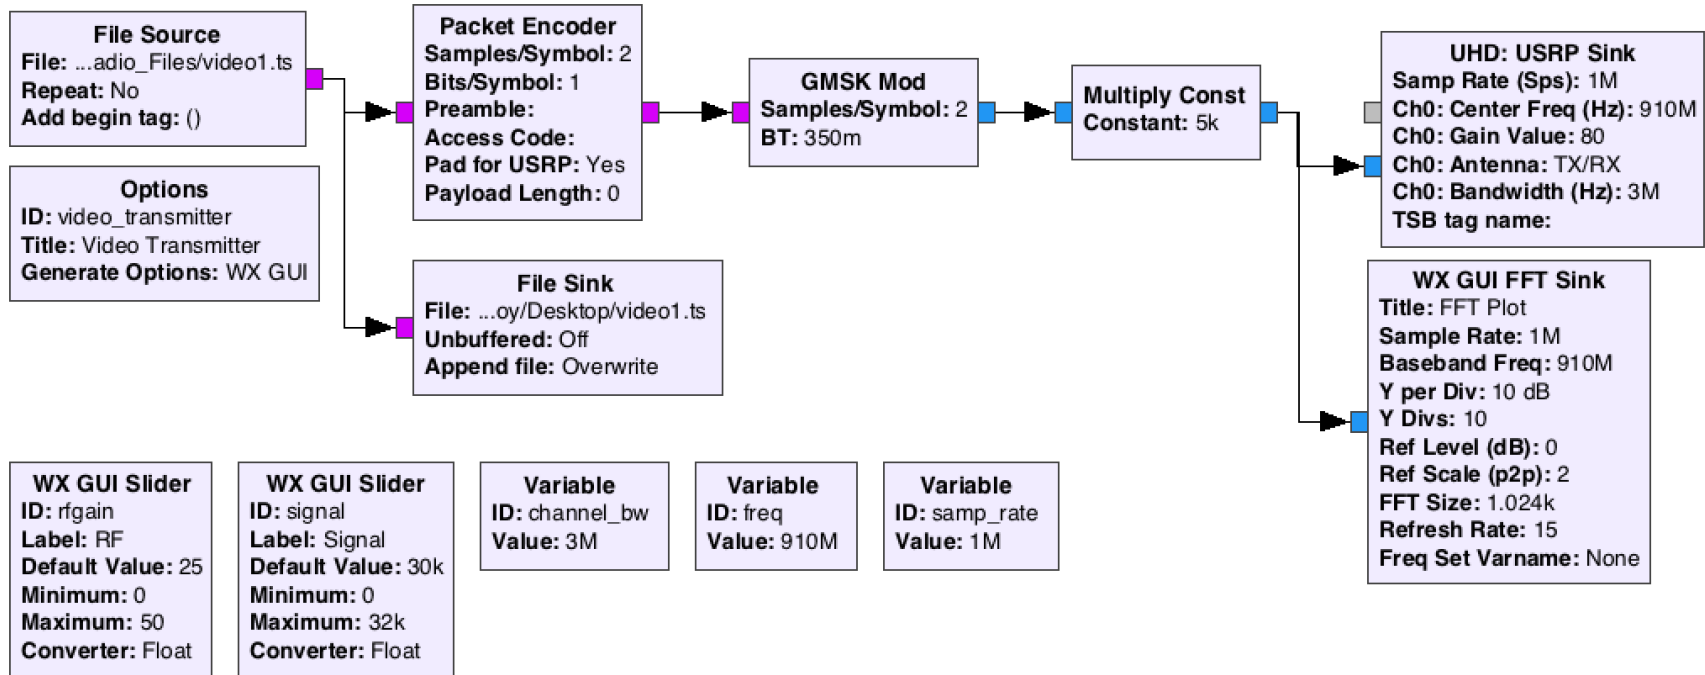 File Source
File: ...adio_Files/video1.ts
Repeat: No
Add begin tag: ()
Options
ID: video_transmitter
Title: Video Transmitter
Generate Options: WX GUI
Packet Encoder
Samples/Symbol: 2
Bits/Symbol: 1
Preamble:
Access Code:
Pad for USRP: Yes
Payload Length: 0
File Sink
File: ...oy/Desktop/video1.ts
Unbuffered: Off
Append file: Overwrite
GMSK Mod
Samples/Symbol: 2
BT: 350m
Multiply Const
Constant: 5k
UHD: USRP Sink
Samp Rate (Sps): 1M
Ch0: Center Freq (Hz): 910M
Ch0: Gain Value: 80
Ch0: Antenna: TX/RX
Ch0: Bandwidth (Hz): 3M
TSB tag name:
WX GUI FFT Sink
Title: FFT Plot
Sample Rate: 1M
Baseband Freq: 910M
Y per Div: 10 dB
Y Divs: 10
Ref Level (dB): 0
Ref Scale (p2p): 2
FFT Size: 1.024k
Refresh Rate: 15
Freq Set Varname: None
WX GUI Slider
ID: rfgain
Label: RF
Default Value: 25
Minimum: 0
Maximum: 50
Converter: Float
WX GUI Slider
ID: signal
Label: Signal
Default Value: 30k
Minimum: 0
Maximum: 32k
Converter: Float
Variable
ID: channel_bw
Value: 3M
Variable
ID: freq
Value: 910M
Variable
ID: samp_rate
Value: 1M